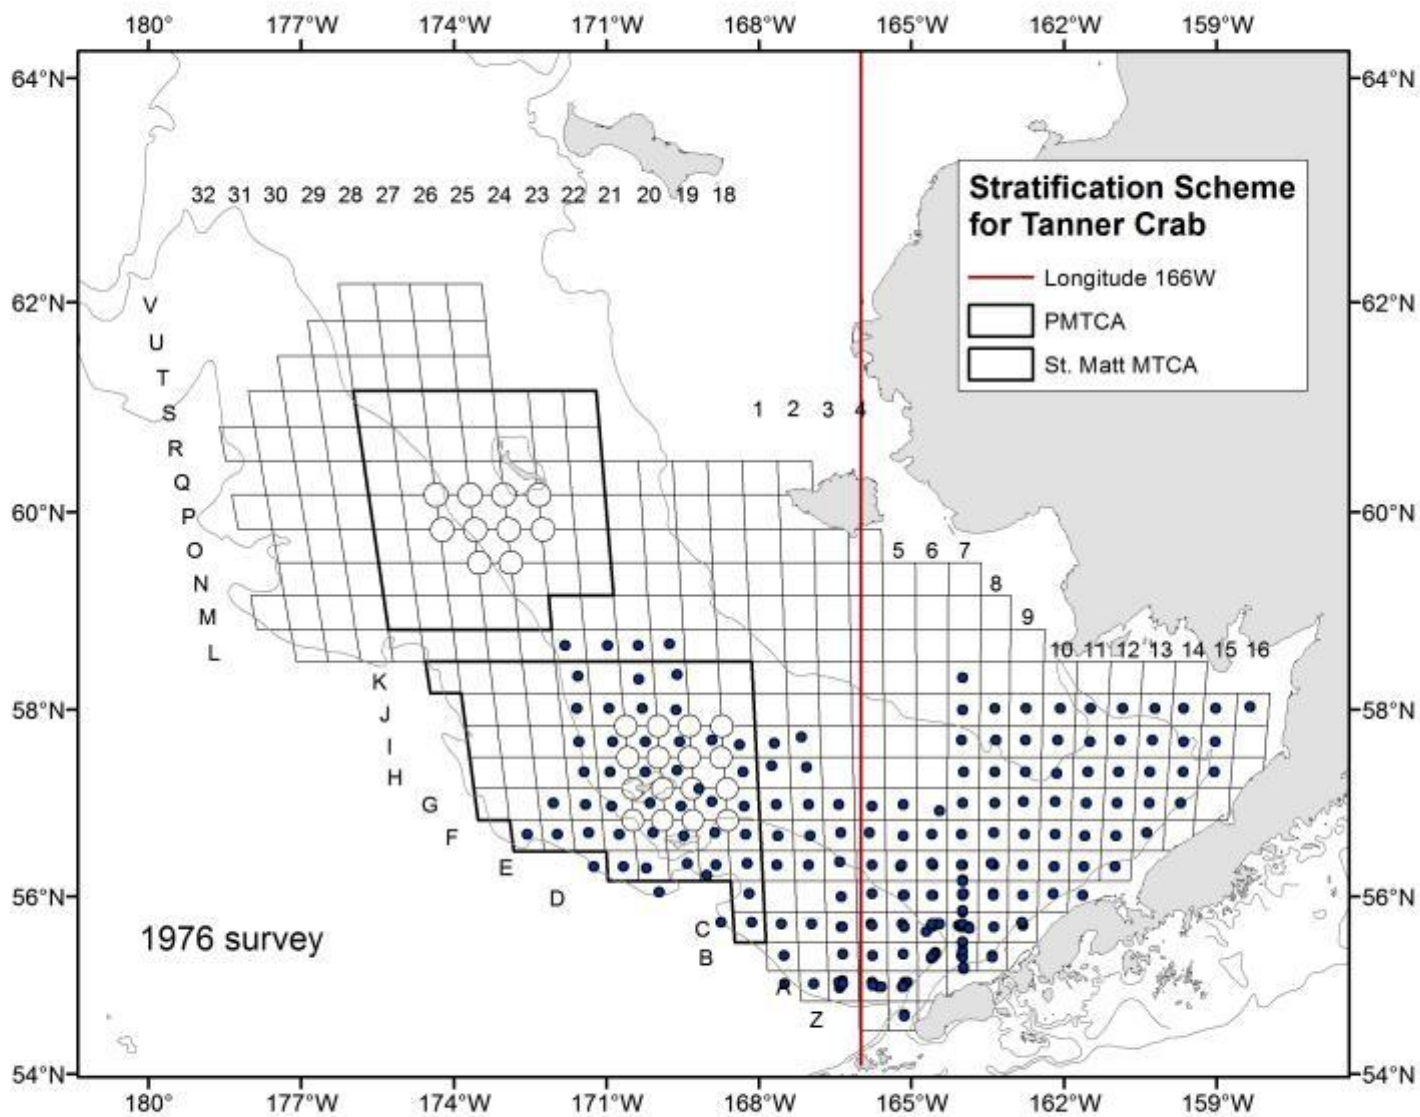 180° 177°W 174°W 171°W 168°W 165°W 162°W 159°W
64°N 64°N
32 31 30 29 28 27 26 25 24 23 22 21 20 19 18
Stratification Scheme
for Tanner Crab
Longitude 166W
PMTCA
St. Matt MTCA
62°N 62°N
V
U
T
S
1 2 3 4
R
Q
P
60°N 60°N
O
5 6 7
N
8
M
9
L
10 11 12 13 14 15 16
K
J
58°N 58°N
I
H
G
F
E
D
56°N 56°N
C
1976 survey
B
A
Z
54°N 54°N
180° 177°W 174°W 171°W 168°W 165°W 162°W 159°W